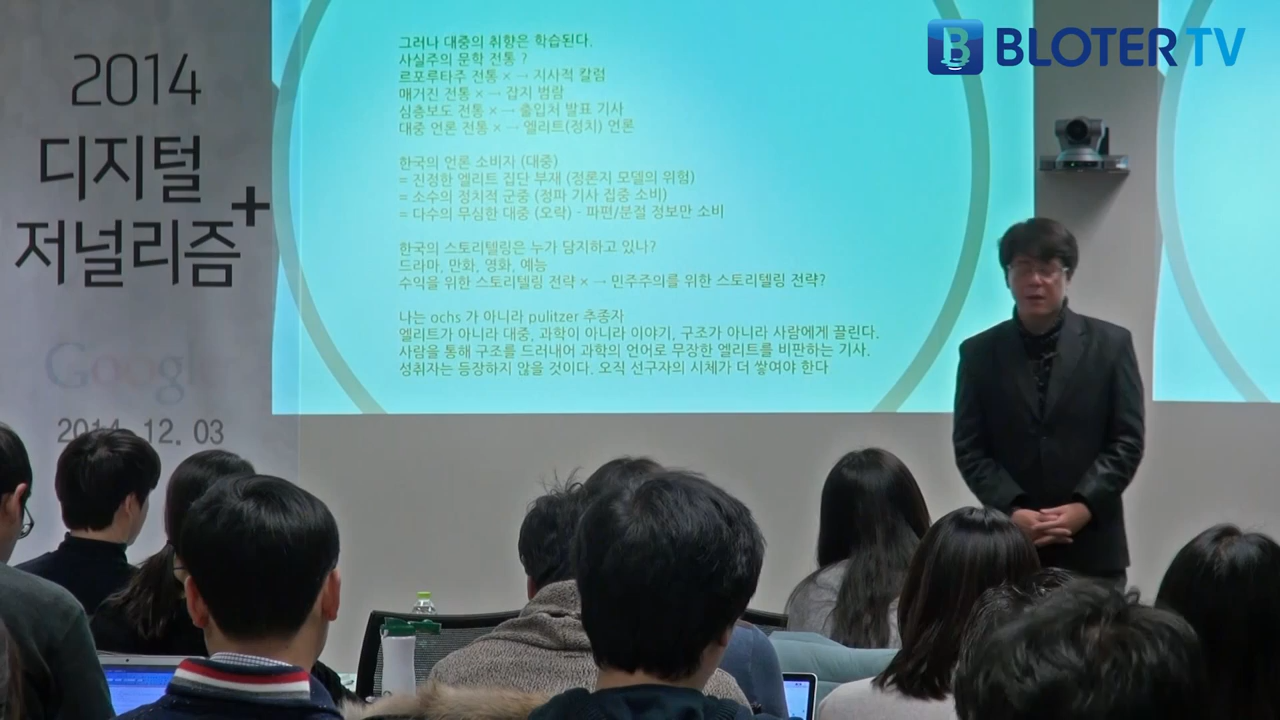 BLOTER TV
2014
디지털
저널리즘+
Google
2014. 12. 03
그러나 대중의 취향은 학습된다.
사실주의 문학 전통 ?
르포루타주 전통 × → 지사적 칼럼
매거진 전통 × → 잡지 범람
심층보도 전통 × → 출입처 발표 기사
대중 언론 전통 × → 엘리트(정치) 언론
한국의 언론 소비자 (대중)
= 진정한 엘리트 집단 부재 (정론지 모델의 위험)
= 소수의 정치적 군중 (정파 기사 집중 소비)
= 다수의 무심한 대중 (오락) - 파편/분절 정보만 소비
한국의 스토리텔링은 누가 담지하고 있나?
드라마, 만화, 영화, 예능
수익을 위한 스토리텔링 전략 × → 민주주의를 위한 스토리텔링 전략?
나는 ochs 가 아니라 pulitzer 추종자
엘리트가 아니라 대중, 과학이 아니라 이야기, 구조가 아니라 사람에게 끌린다.
사람을 통해 구조를 드러내어 과학의 언어로 무장한 엘리트를 비판하는 기사.
성취자는 등장하지 않을 것이다. 오직 선구자의 시체가 더 쌓여야 한다